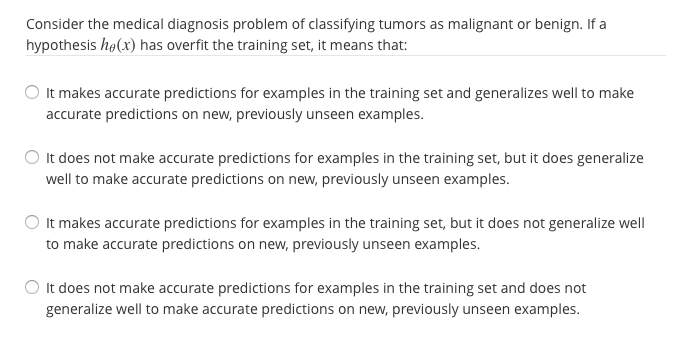 Consider the medical diagnosis problem of classifying tumors as malignant or benign. If a
hypothesis hθ(x) has overfit the training set, it means that:
It makes accurate predictions for examples in the training set and generalizes well to make
accurate predictions on new, previously unseen examples.
It does not make accurate predictions for examples in the training set, but it does generalize
well to make accurate predictions on new, previously unseen examples.
It makes accurate predictions for examples in the training set, but it does not generalize well
to make accurate predictions on new, previously unseen examples.
It does not make accurate predictions for examples in the training set and does not
generalize well to make accurate predictions on new, previously unseen examples.